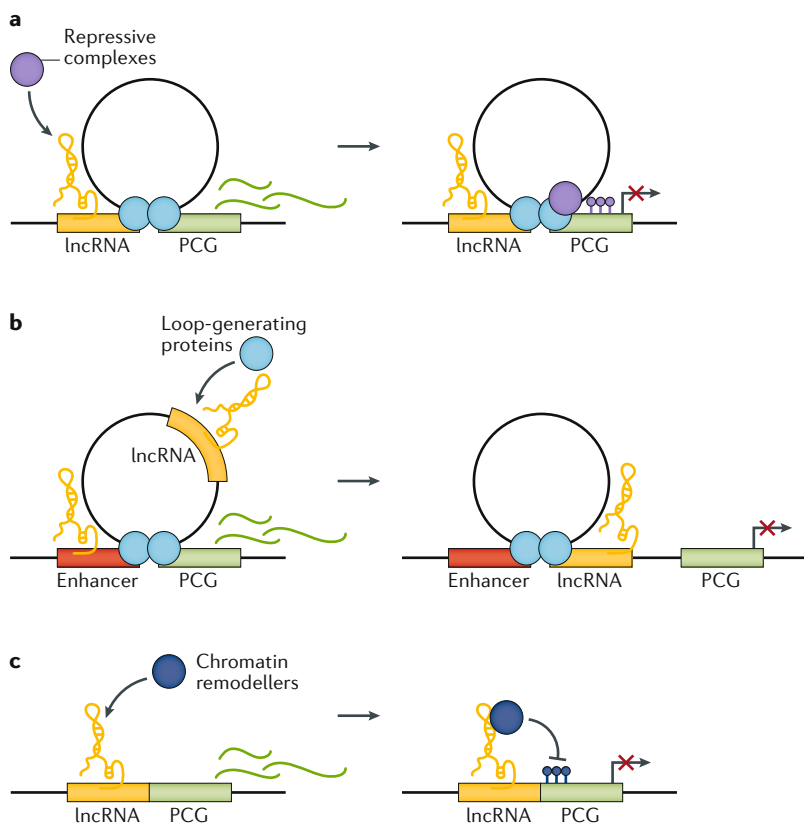 a
Repressive
complexes
lncRNA
PCG
lncRNA
PCG
b
Loop-generating
proteins
lncRNA
Enhancer
PCG
Enhancer
lncRNA
PCG
c
Chromatin
remodellers
lncRNA
PCG
lncRNA
PCG